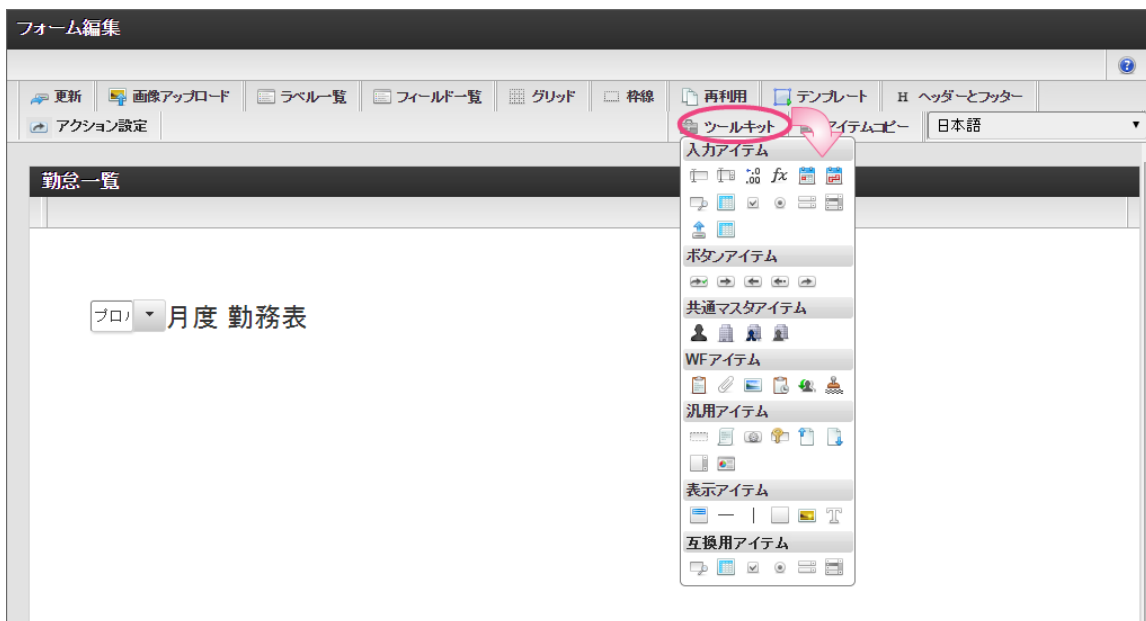 フォーム編集
更新 画像アップロード ラベル一覧 フィールド一覧 グリッド 枠線 再利用 テンプレート H ヘッダーとフッター
アクション設定 ツールキット アイテムコピー 日本語
入力アイテム
勤怠一覧
.00 fx
ボタンアイテム
共通マスタアイテム
プロパ 月度 勤務表
WFアイテム
汎用アイテム
表示アイテム
T
互換用アイテム